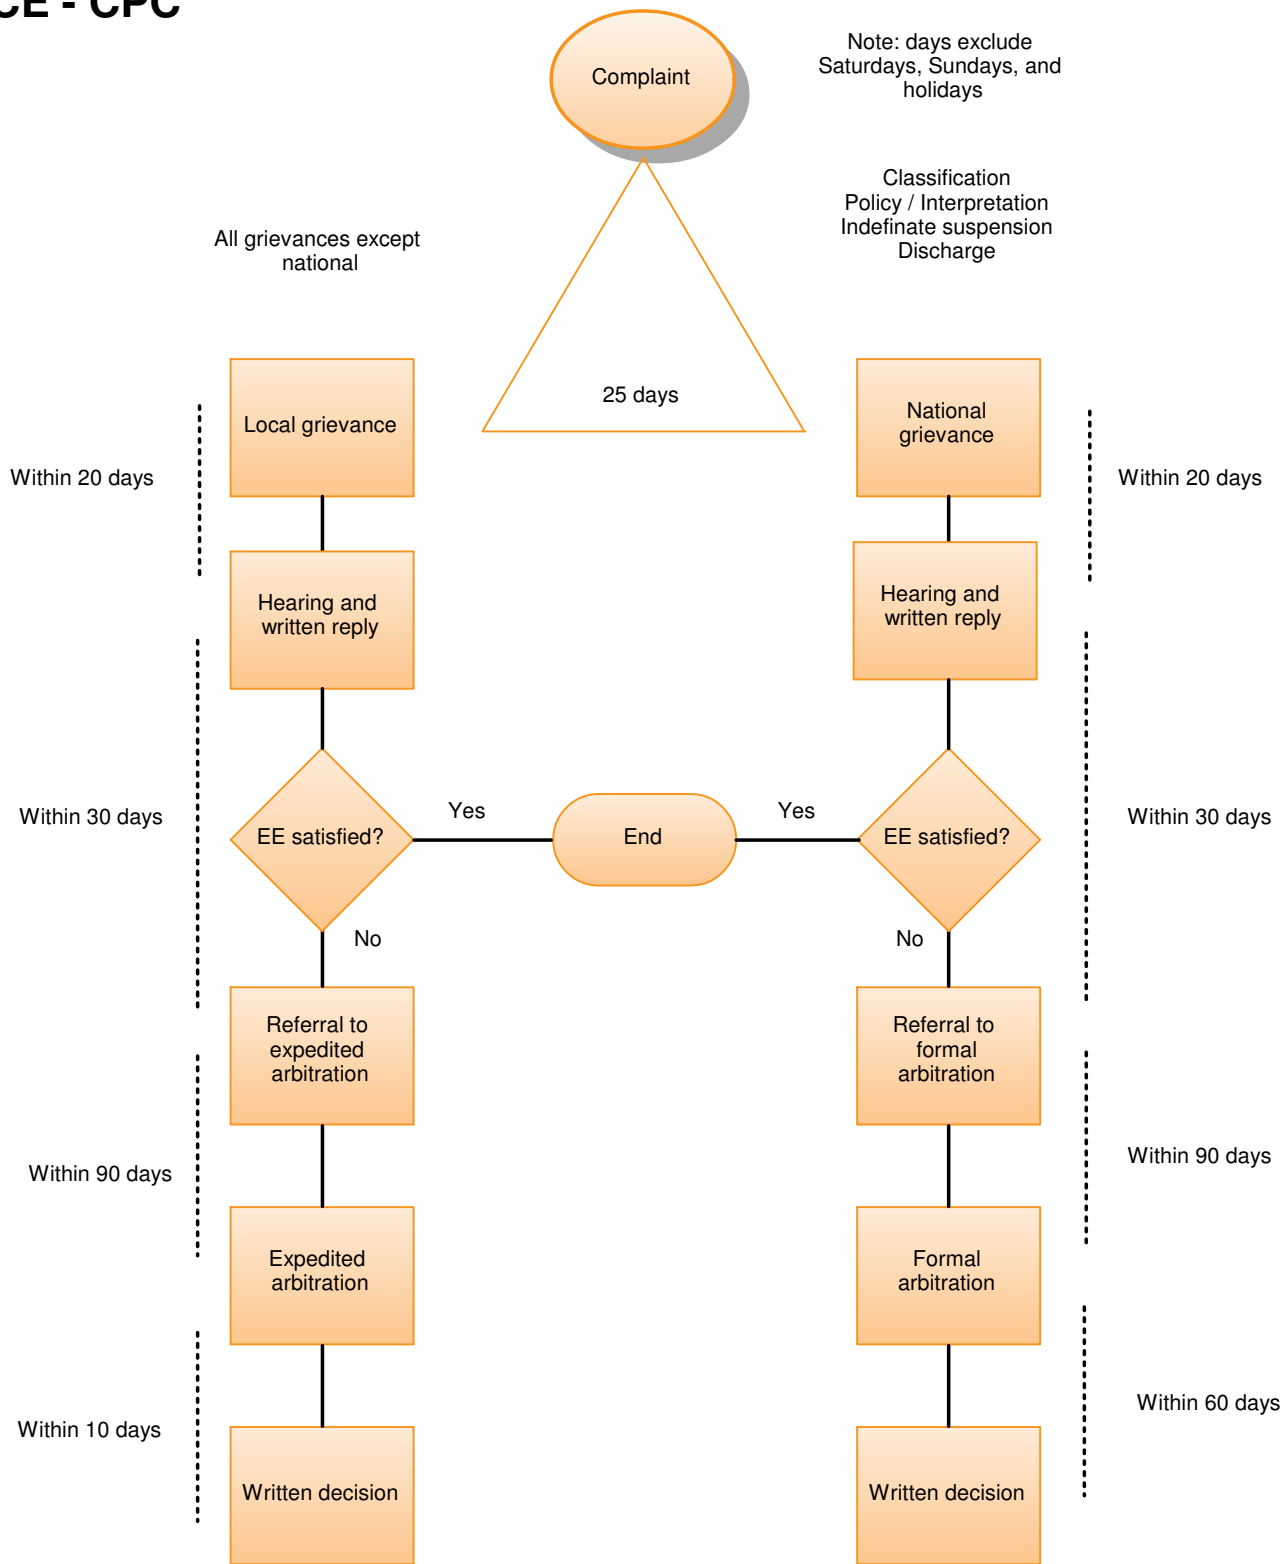 CE - CPC
Complaint
Note: days exclude
Saturdays, Sundays, and
holidays
Classification
Policy / Interpretation
Indefinate suspension
Discharge
All grievances except
national
25 days
Local grievance
National
grievance
Within 20 days
Within 20 days
Hearing and
written reply
Hearing and
written reply
Within 30 days
EE satisfied?
Yes
End
Yes
EE satisfied?
Within 30 days
No
No
Referral to
expedited
arbitration
Referral to
formal
arbitration
Within 90 days
Within 90 days
Expedited
arbitration
Formal
arbitration
Within 10 days
Within 60 days
Written decision
Written decision